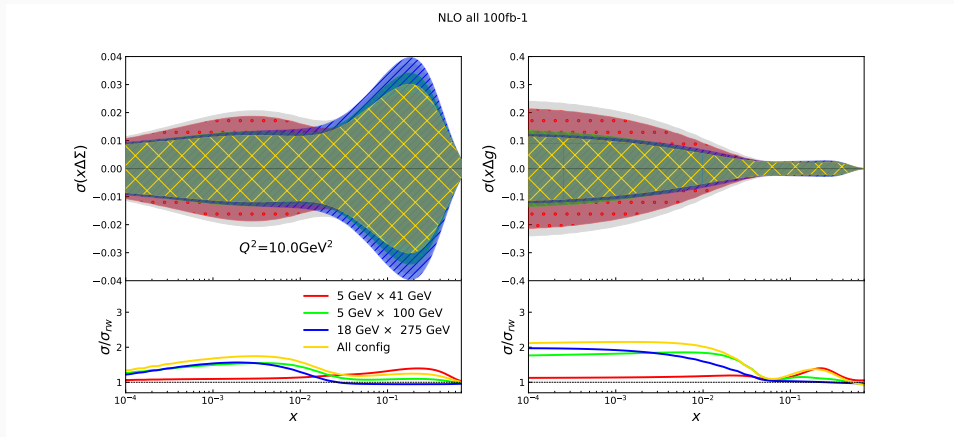 NLO all 100fb-1
0.04
0.03
0.02
0.01
0.00
−0.01
−0.02
−0.03
−0.04
σ(xΔΣ)
Q²=10.0GeV²
0.4
0.3
0.2
0.1
0.0
−0.1
−0.2
−0.3
−0.4
σ(xΔg)
3
2
1
σ/σrw
5 GeV × 41 GeV
5 GeV × 100 GeV
18 GeV × 275 GeV
All config
10⁻⁴ 10⁻³ 10⁻² 10⁻¹
x
3
2
1
σ/σrw
10⁻⁴ 10⁻³ 10⁻² 10⁻¹
x